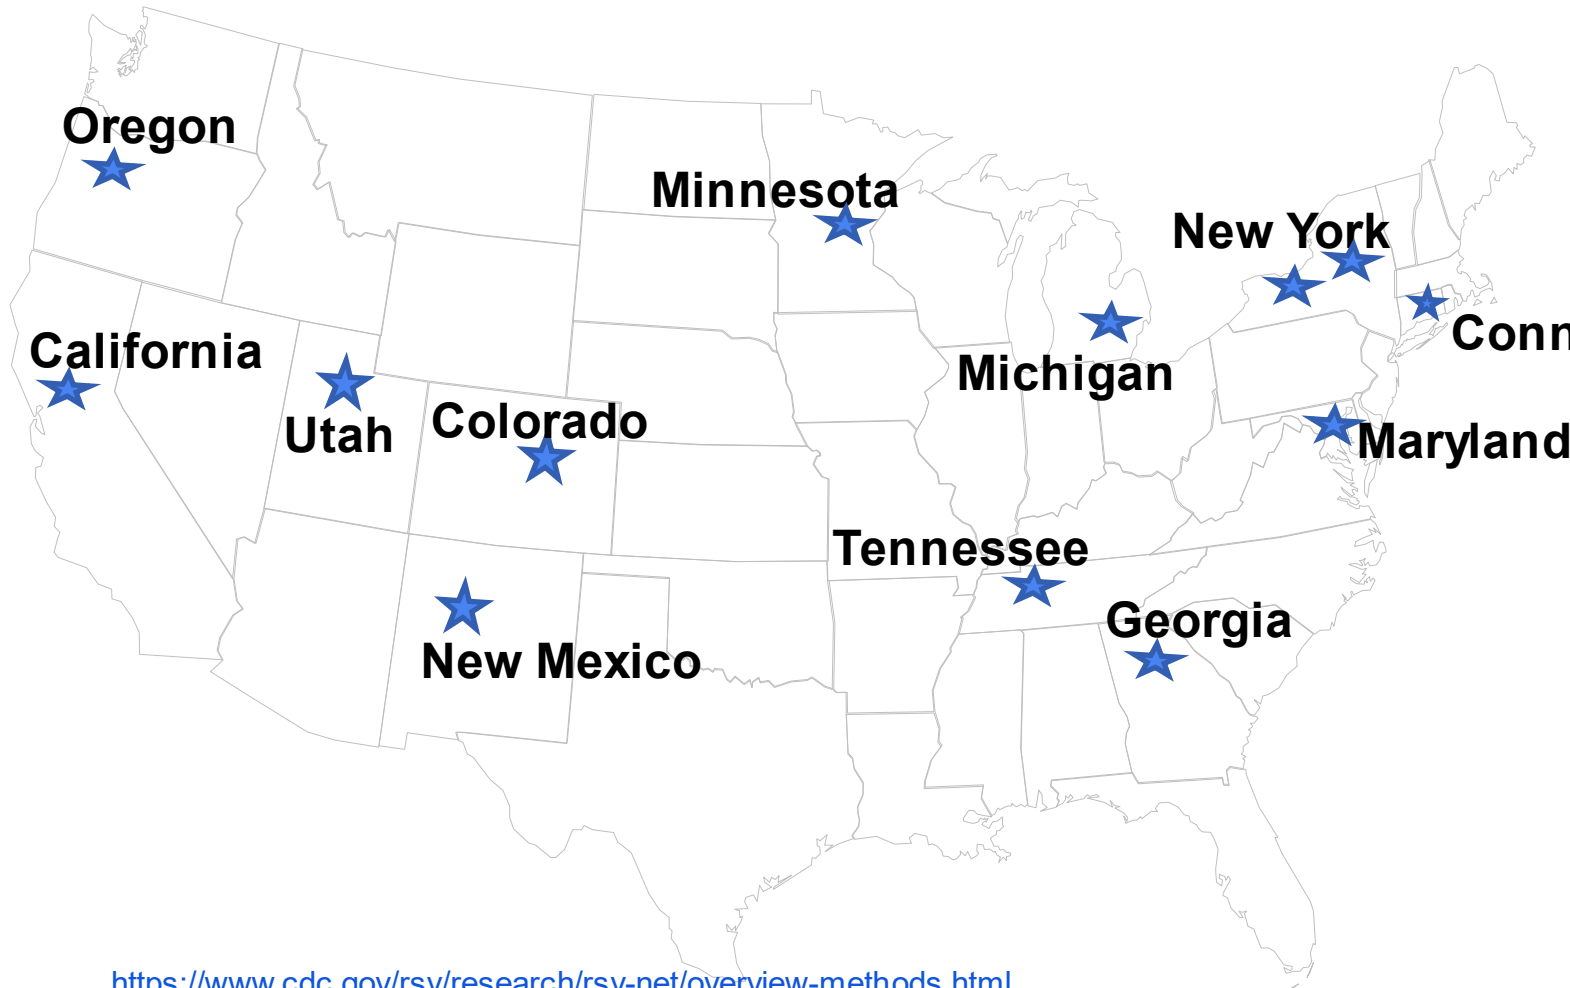 Oregon
Minnesota
New York
Conn
California
Michigan
Utah
Colorado
Maryland
Tennessee
Georgia
New Mexico
https://www.cdc.gov/rsv/research/rsv-net/overview-methods.html